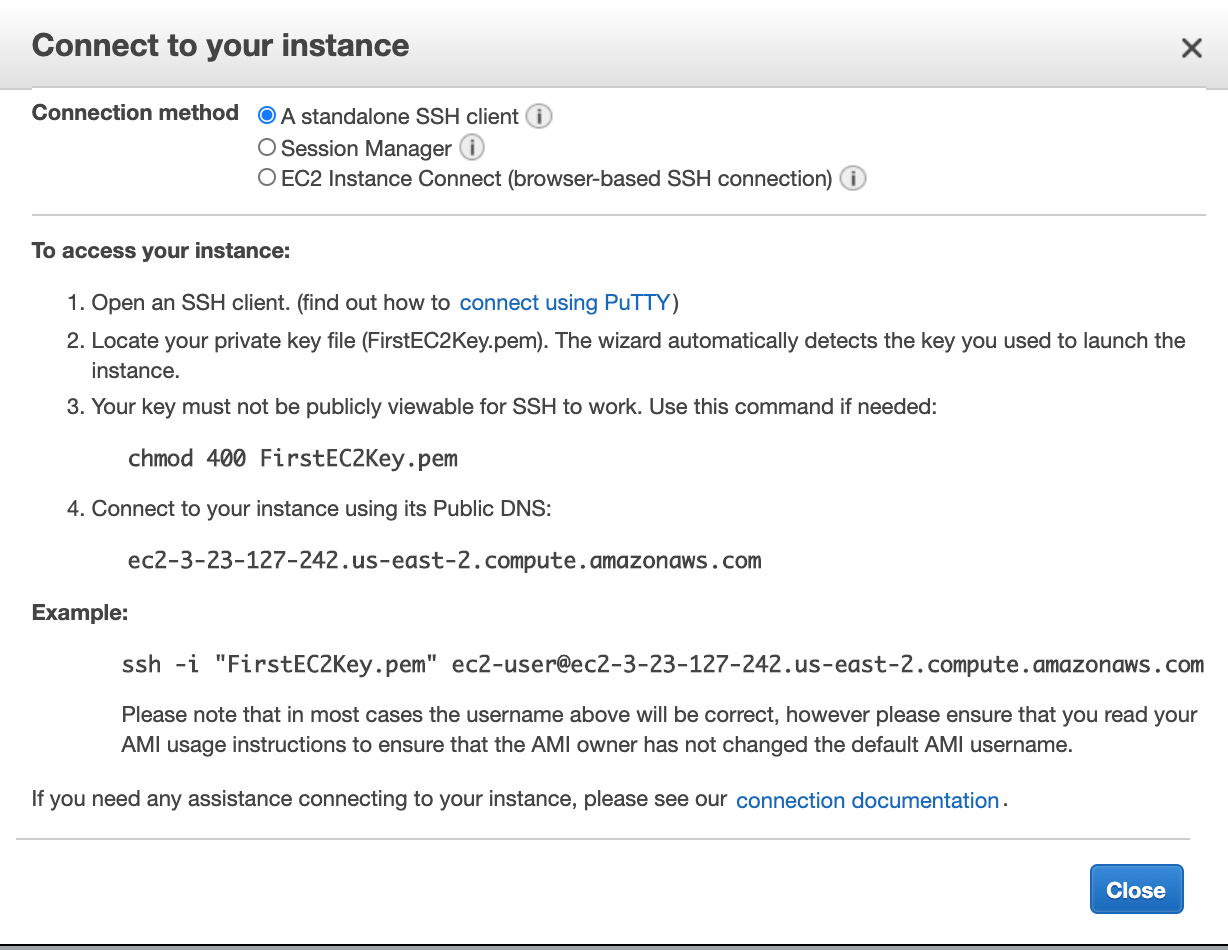 Connect to your instance
Connection method
A standalone SSH client
Session Manager
EC2 Instance Connect (browser-based SSH connection)
To access your instance:
1. Open an SSH client. (find out how to connect using PuTTY)
2. Locate your private key file (FirstEC2Key.pem). The wizard automatically detects the key you used to launch the
instance.
3. Your key must not be publicly viewable for SSH to work. Use this command if needed:
chmod 400 FirstEC2Key.pem
4. Connect to your instance using its Public DNS:
ec2-3-23-127-242.us-east-2.compute.amazonaws.com
Example:
ssh -i "FirstEC2Key.pem" ec2-user@ec2-3-23-127-242.us-east-2.compute.amazonaws.com
Please note that in most cases the username above will be correct, however please ensure that you read your
AMI usage instructions to ensure that the AMI owner has not changed the default AMI username.
If you need any assistance connecting to your instance, please see our connection documentation.
Close